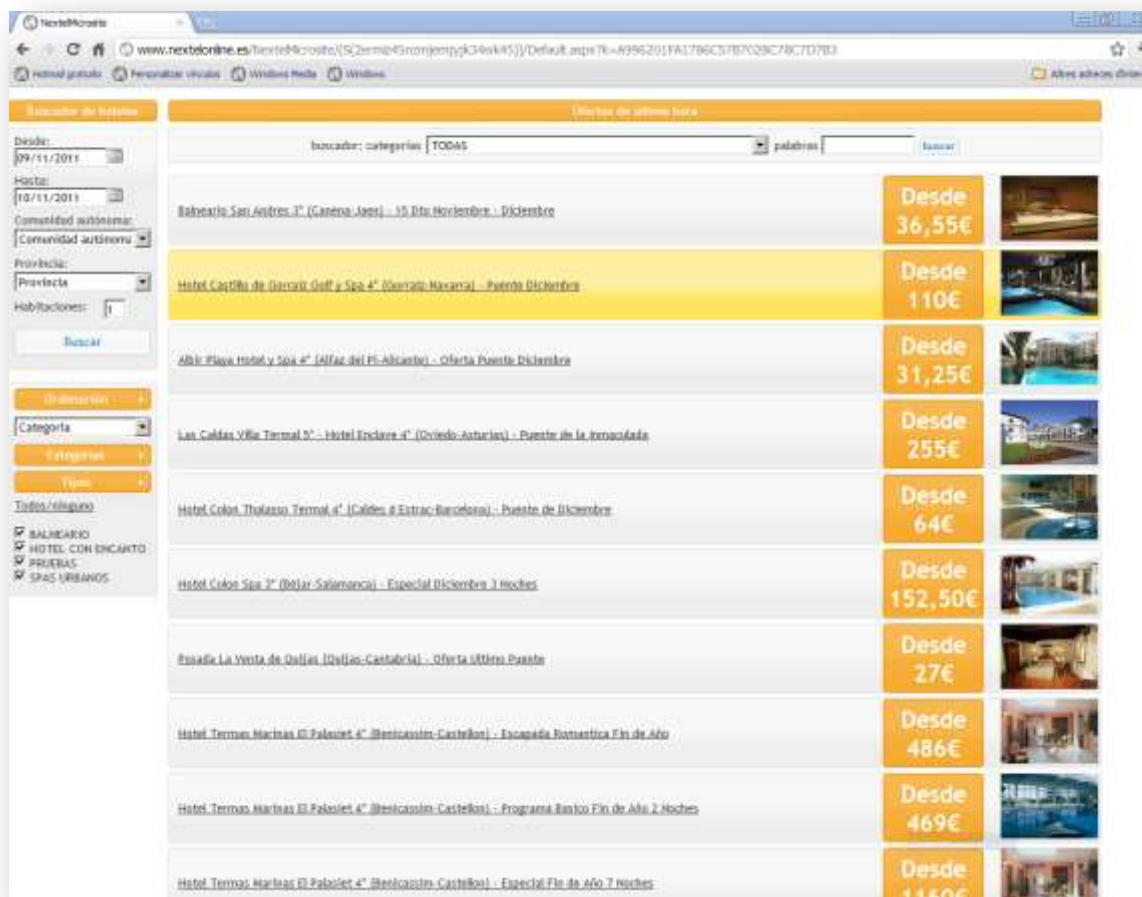 NextelMicrosite
www.nextelonline.es/NextelMicrosite/
Hotmail gratuito Personalizar vínculos Windows Media Windows
Buscador de hoteles
Desde:
09/11/2011
Hasta:
10/11/2011
Comunidad autónoma:
Comunidad autónoma
Provincia:
Provincia
Habitaciones: 1
Buscar
Ordenación
Categoría
Categorías
Tipos
Todos/ninguno
BALNEARIO
HOTEL CON ENCANTO
PRUEBAS
SPAS URBANOS
Ofertas de última hora
buscador: categorías TODAS palabras buscar
Balneario San Andres 3* (Canena-Jaen) - 15 Dto Noviembre - Diciembre
Desde
36,55€
Hotel Castillo de Gorraiz Golf y Spa 4* (Gorraiz-Navarra) - Puente Diciembre
Desde
110€
Albir Playa Hotel y Spa 4* (Alfaz del Pi-Alicante) - Oferta Puente Diciembre
Desde
31,25€
Las Caldas Villa Termal 5* - Hotel Enclave 4* (Oviedo-Asturias) - Puente de la Inmaculada
Desde
255€
Hotel Colon Thalasso Termal 4* (Caldes d Estrac-Barcelona) - Puente de Diciembre
Desde
64€
Hotel Colon Spa 3* (Béjar-Salamanca) - Especial Diciembre 3 Noches
Desde
152,50€
Posada La Venta de Quijas (Quijas-Cantabria) - Oferta Ultimo Puente
Desde
27€
Hotel Termas Marinas El Palasiet 4* (Benicassim-Castellon) - Escapada Romantica Fin de Año
Desde
486€
Hotel Termas Marinas El Palasiet 4* (Benicassim-Castellon) - Programa Basico Fin de Año 2 Noches
Desde
469€
Hotel Termas Marinas El Palasiet 4* (Benicassim-Castellon) - Especial Fin de Año 7 Noches
Desde